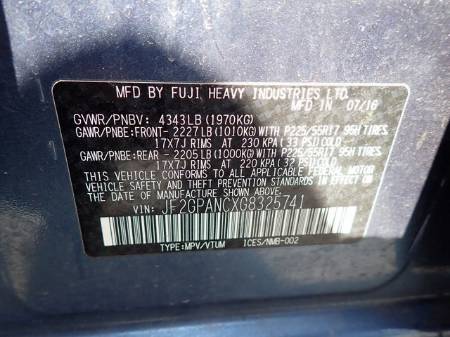 MFD BY FUJI HEAVY INDUSTRIES LTD.
MFD. IN 07/16
GVWR/PNBV: 4343LB (1970KG)
GAWR/PNBE:FRONT- 2227LB(1010KG)WITH P225/55R17 95H TIRES
17X7J RIMS AT 230 KPA(33 PSI)COLD
GAWR/PNBE:REAR- 2205LB(1000KG)WITH P225/55R17 95H TIRES
17X7J RIMS AT 220 KPA(32 PSI)COLD
THIS VEHICLE CONFORMS TO ALL APPLICABLE
FEDERAL MOTOR VEHICLE SAFETY STANDARDS
IN EFFECT ON THE DATE OF MANUFACTURE SHOWN ABOVE.
VIN: JF2GPANCXG8325741
TYPE:MPV/VTUM ICES/NMB-002